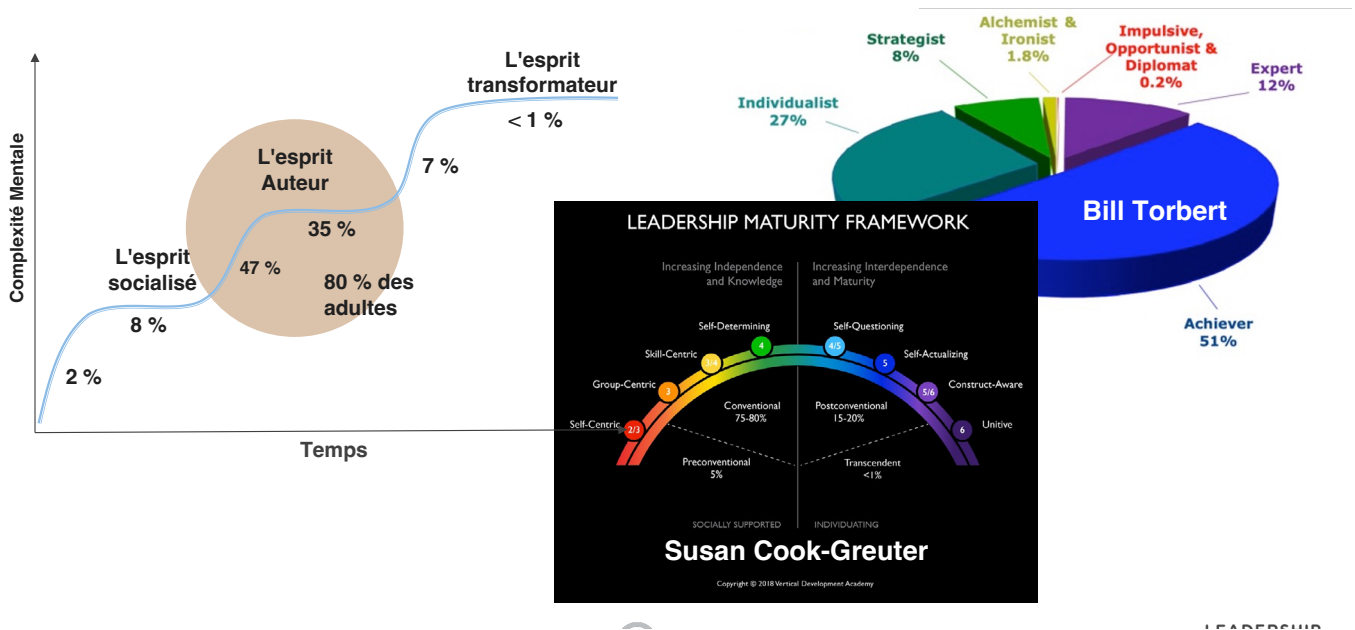 Complexité Mentale
L'esprit
transformateur
< 1 %
7 %
L'esprit
Auteur
35 %
47 %
80 % des
adultes
L'esprit
socialisé
8 %
2 %
Temps
Alchemist &
Ironist
1.8%
Impulsive,
Opportunist &
Diplomat
0.2%
Strategist
8%
Expert
12%
Individualist
27%
Bill Torbert
Achiever
51%
LEADERSHIP MATURITY FRAMEWORK
Increasing Independence
and Knowledge
Increasing Interdependence
and Maturity
Self-Determining
4
Self-Questioning
4/5
Skill-Centric
3/4
Self-Actualizing
5
Group-Centric
3
Construct-Aware
5/6
Self-Centric
2/3
Unitive
6
Conventional
75-80%
Postconventional
15-20%
Preconventional
5%
Transcendent
<1%
SOCIALLY SUPPORTED
INDIVIDUATING
Susan Cook-Greuter
Copyright © 2018 Vertical Development Academy
LEADERSHIP